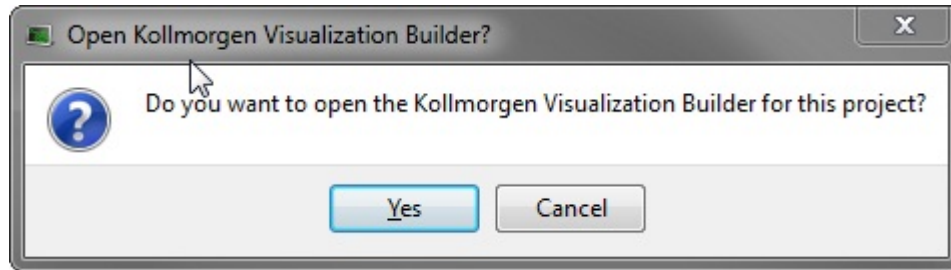 Open Kollmorgen Visualization Builder?
Do you want to open the Kollmorgen Visualization Builder for this project?
Yes
Cancel